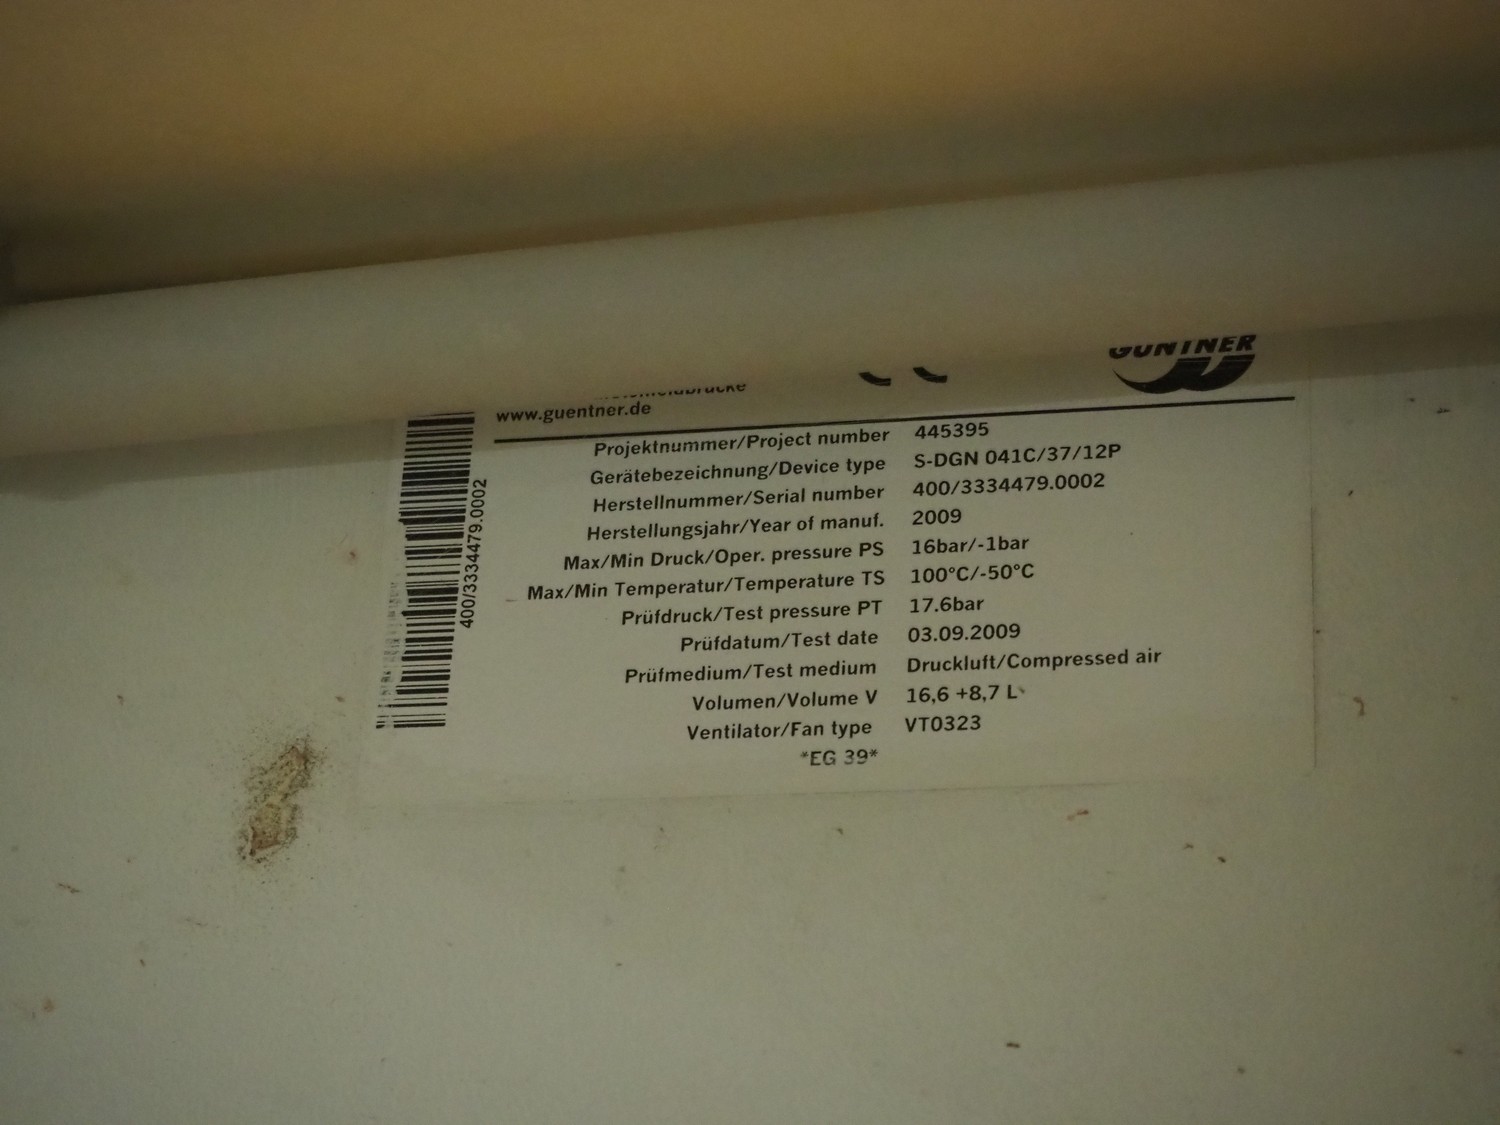 GÜNTNER
www.guentner.de
Projektnummer/Project number 445395
Gerätebezeichnung/Device type S-DGN 041C/37/12P
Herstellnummer/Serial number 400/3334479.0002
Herstellungsjahr/Year of manuf. 2009
Max/Min Druck/Oper. pressure PS 16bar/-1bar
Max/Min Temperatur/Temperature TS 100°C/-50°C
Prüfdruck/Test pressure PT 17.6bar
Prüfdatum/Test date 03.09.2009
Prüfmedium/Test medium Druckluft/Compressed air
Volumen/Volume V 16,6 +8,7 L
Ventilator/Fan type VT0323
*EG 39*
400/3334479.0002